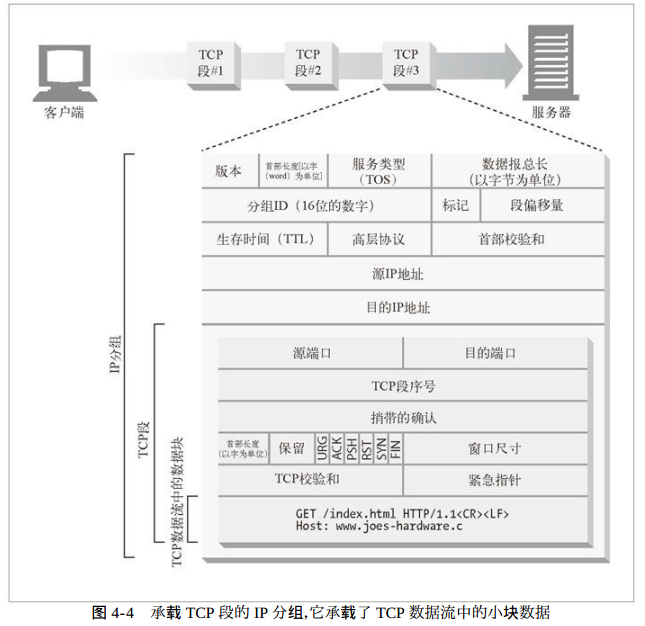 TCP
段#1
TCP
段#2
TCP
段#3
客户端
服务器
版本
首部长度[以字
(word) 为单位]
服务类型
(TOS)
数据报总长
(以字节为单位)
分组ID（16位的数字）
标记
段偏移量
生存时间（TTL）
高层协议
首部校验和
源IP地址
目的IP地址
IP分组
TCP段
TCP数据流中的数据块
源端口
目的端口
TCP段序号
捎带的确认
首部长度
(以字为单位)
保留
URG
ACK
PSH
RST
SYN
FIN
窗口尺寸
TCP校验和
紧急指针
GET /index.html HTTP/1.1<CR><LF>
Host: www.joes-hardware.c
图 4-4 承载 TCP 段的 IP 分组,它承载了 TCP 数据流中的小块数据